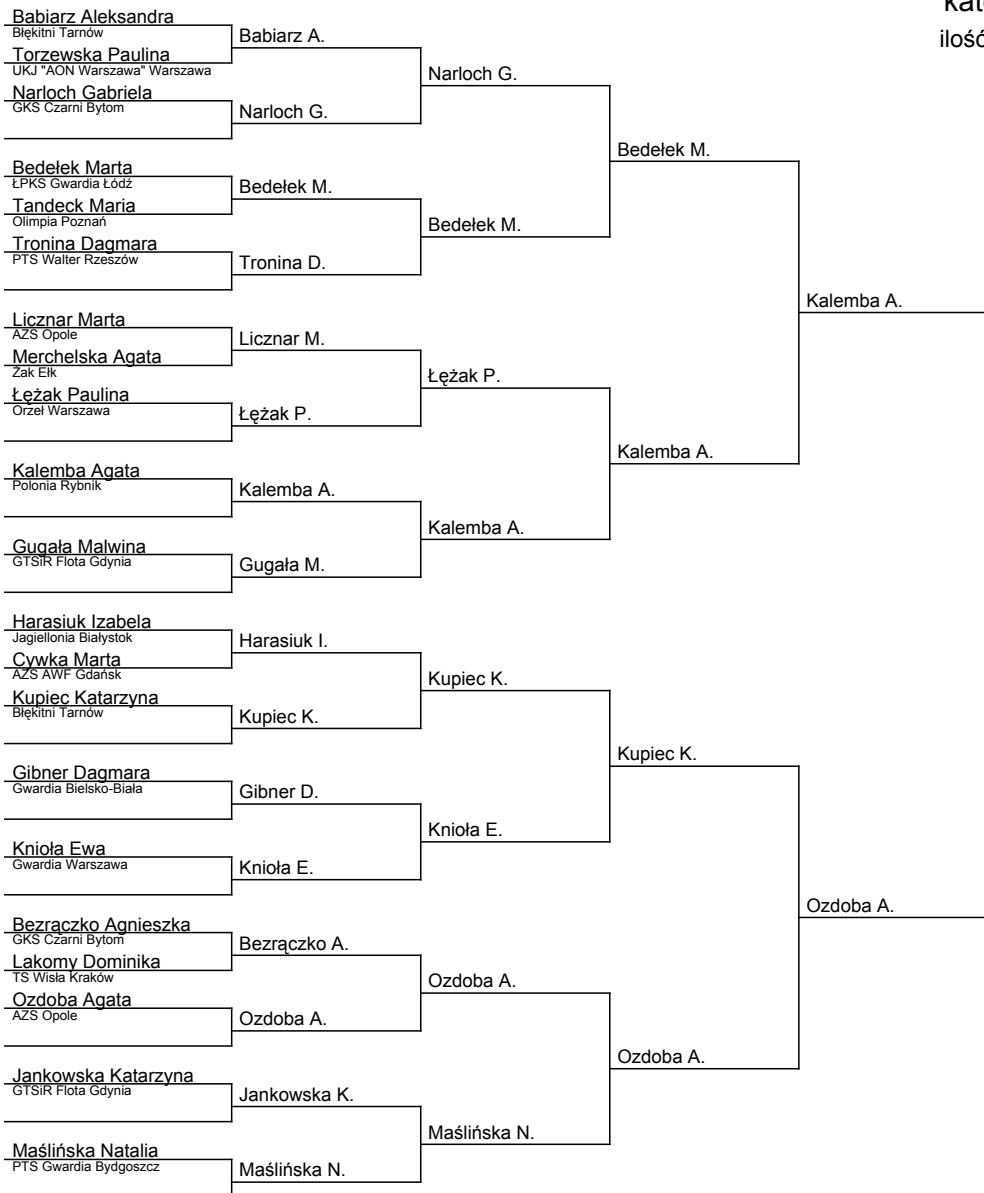 kat
ilość
Babiarz Aleksandra
Błękitni Tarnów
Torzewska Paulina
UKJ "AON Warszawa" Warszawa
Narloch Gabriela
GKS Czarni Bytom
Bedełek Marta
ŁPKS Gwardia Łódź
Tandeck Maria
Olimpia Poznań
Tronina Dagmara
PTS Walter Rzeszów
Licznar Marta
AZS Opole
Merchelska Agata
Żak Ełk
Łężak Paulina
Orzeł Warszawa
Kalemba Agata
Polonia Rybnik
Gugała Malwina
GTSiR Flota Gdynia
Harasiuk Izabela
Jagiellonia Białystok
Cywka Marta
AZS AWF Gdańsk
Kupiec Katarzyna
Błękitni Tarnów
Gibner Dagmara
Gwardia Bielsko-Biała
Knioła Ewa
Gwardia Warszawa
Bezrączko Agnieszka
GKS Czarni Bytom
Lakomy Dominika
TS Wisła Kraków
Ozdoba Agata
AZS Opole
Jankowska Katarzyna
GTSiR Flota Gdynia
Maślińska Natalia
PTS Gwardia Bydgoszcz
Babiarz A.
Narloch G.
Bedełek M.
Tronina D.
Licznar M.
Łężak P.
Kalemba A.
Gugała M.
Harasiuk I.
Kupiec K.
Gibner D.
Knioła E.
Bezrączko A.
Ozdoba A.
Jankowska K.
Maślińska N.
Narloch G.
Bedełek M.
Łężak P.
Kalemba A.
Kupiec K.
Knioła E.
Ozdoba A.
Maślińska N.
Bedełek M.
Kalemba A.
Kupiec K.
Ozdoba A.
Kalemba A.
Ozdoba A.